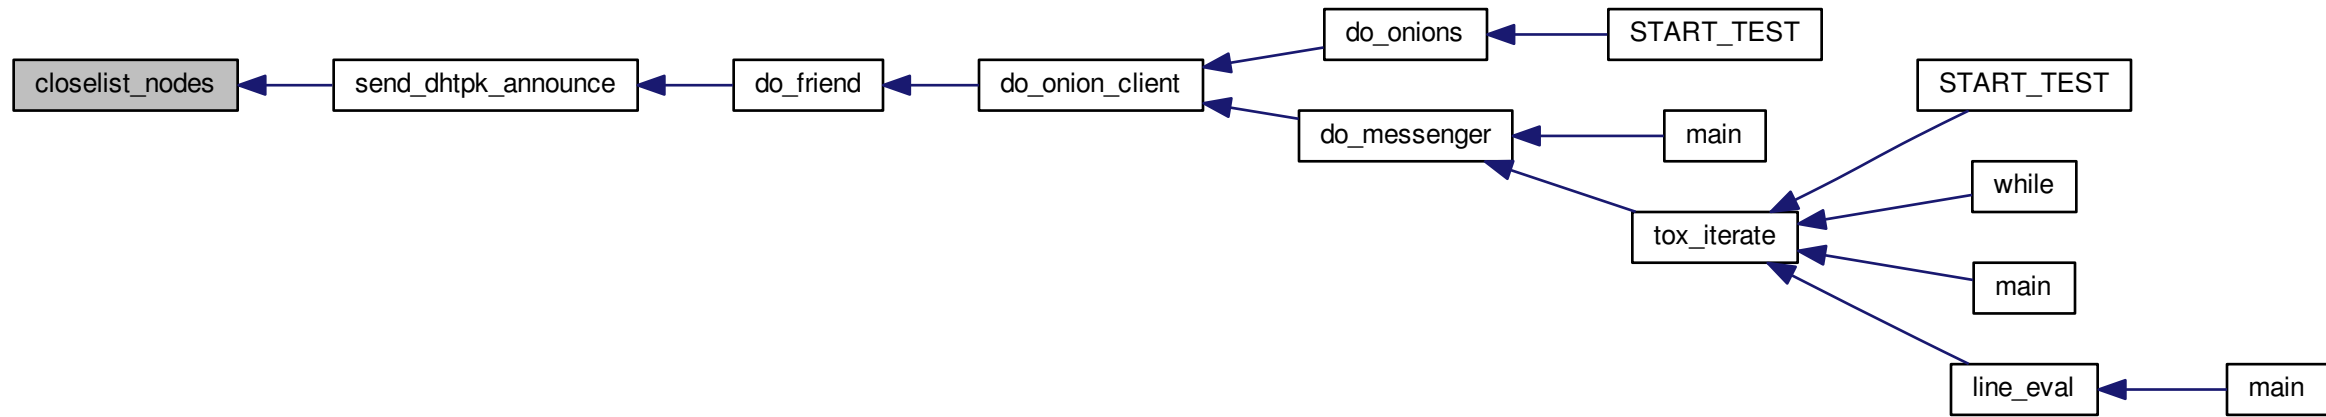 closelist_nodes
send_dhtpk_announce
do_friend
do_onion_client
do_onions
START_TEST
do_messenger
main
tox_iterate
START_TEST
while
main
line_eval
main